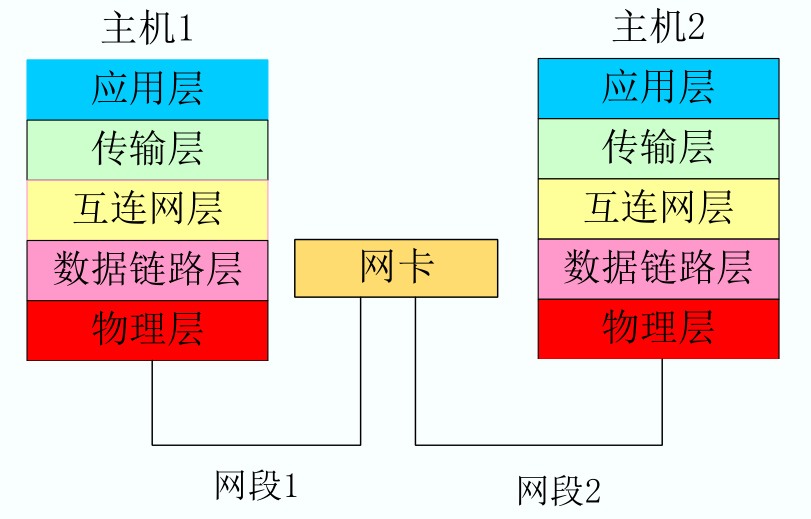 主机1
应用层
传输层
互连网层
数据链路层
物理层
网卡
主机2
应用层
传输层
互连网层
数据链路层
物理层
网段1
网段2